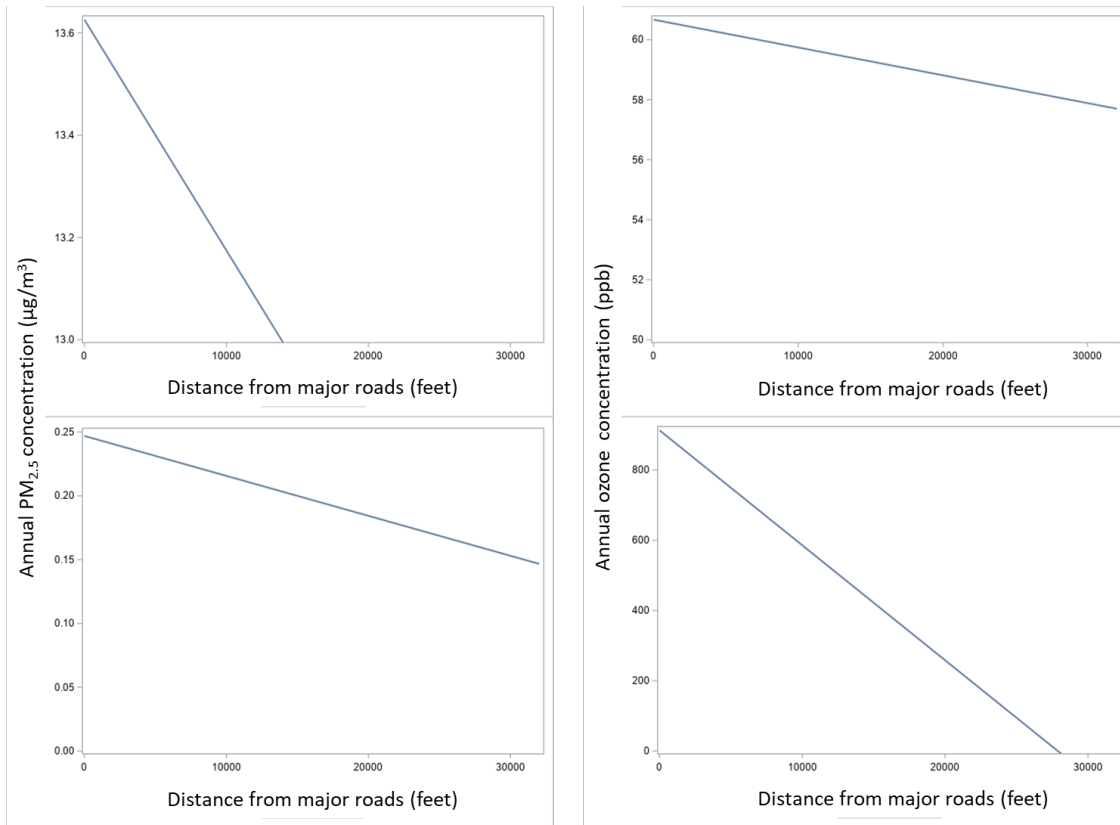 13.6
13.4
13.2
13.0
0 10000 20000 30000
Distance from major roads (feet)
60
58
56
54
52
50
0 10000 20000 30000
Distance from major roads (feet)
Annual PM2.5 concentration (µg/m³)
Annual ozone concentration (ppb)
0.25
0.20
0.15
0.10
0.05
0.00
0 10000 20000 30000
Distance from major roads (feet)
800
600
400
200
0
0 10000 20000 30000
Distance from major roads (feet)